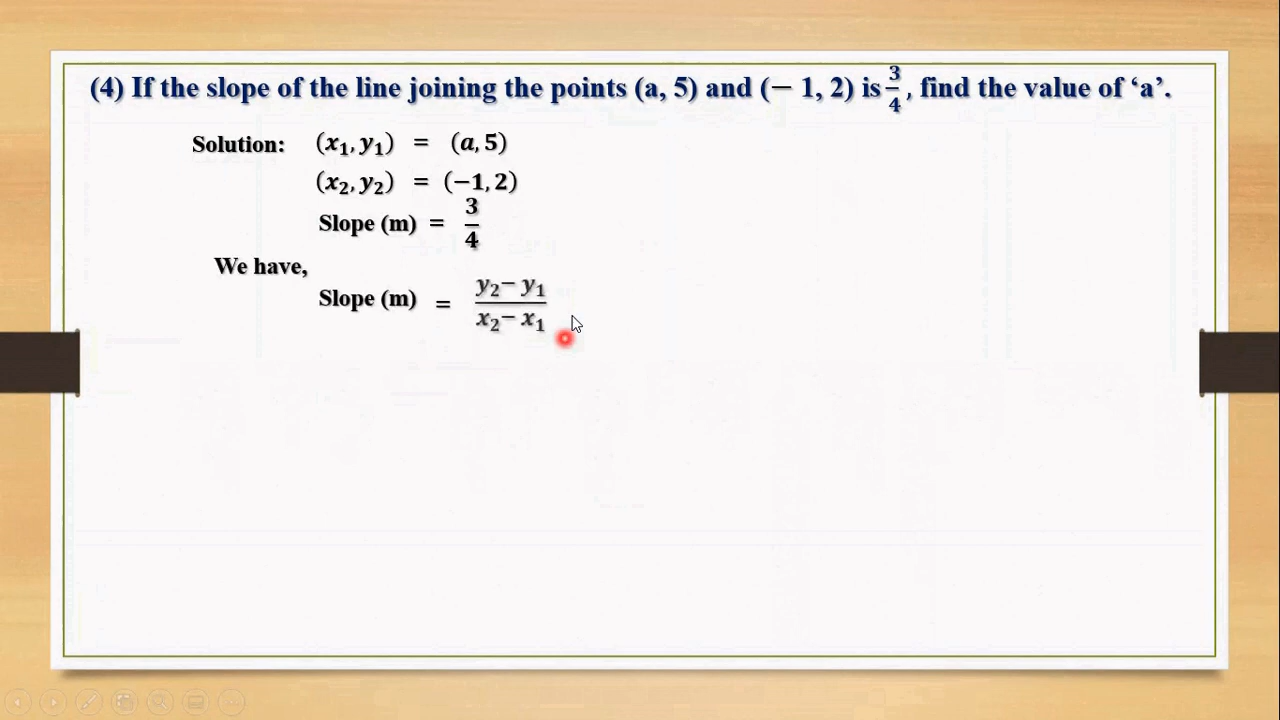 (4) If the slope of the line joining the points (a, 5) and (− 1, 2) is 3/4, find the value of ‘a’.
Solution: (x₁, y₁) = (a, 5)
(x₂, y₂) = (−1, 2)
Slope (m) = 3/4
We have,
Slope (m) = y₂− y₁ / x₂− x₁